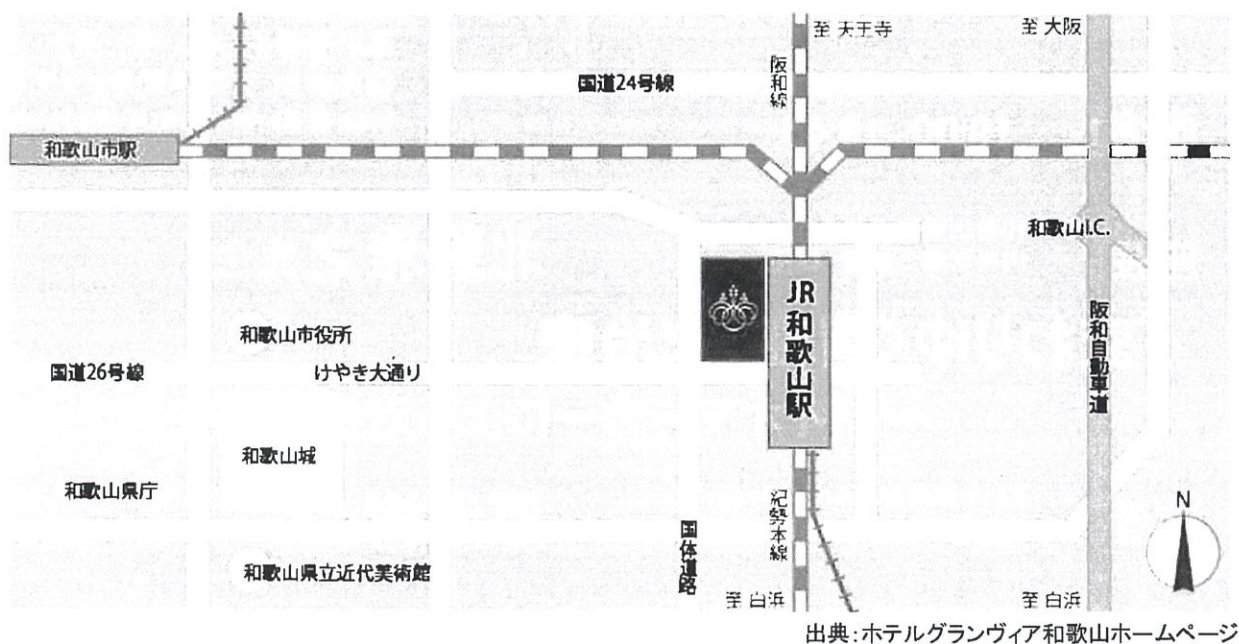 至 天王寺
至 大阪
国道24号線
阪和線
和歌山市駅
和歌山I.C.
JR和歌山駅
和歌山市役所
国道26号線
けやき大通り
阪和自動車道
和歌山城
和歌山県庁
紀勢本線
国体道路
N
和歌山県立近代美術館
至 白浜
至 白浜
出典:ホテルグランヴィア和歌山ホームページ